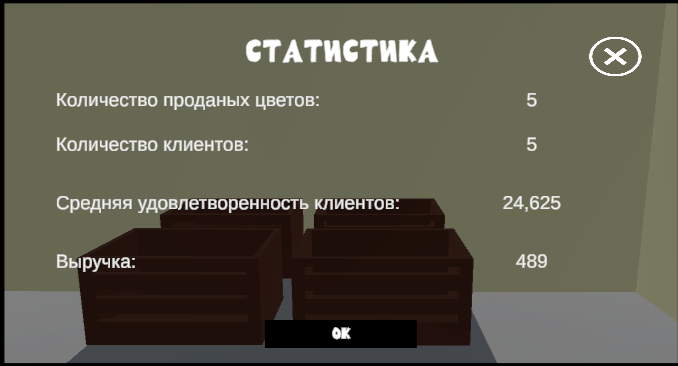 СТАТИСТИКА
Количество проданых цветов: 5
Количество клиентов: 5
Средняя удовлетворенность клиентов: 24,625
Выручка: 489
ОК